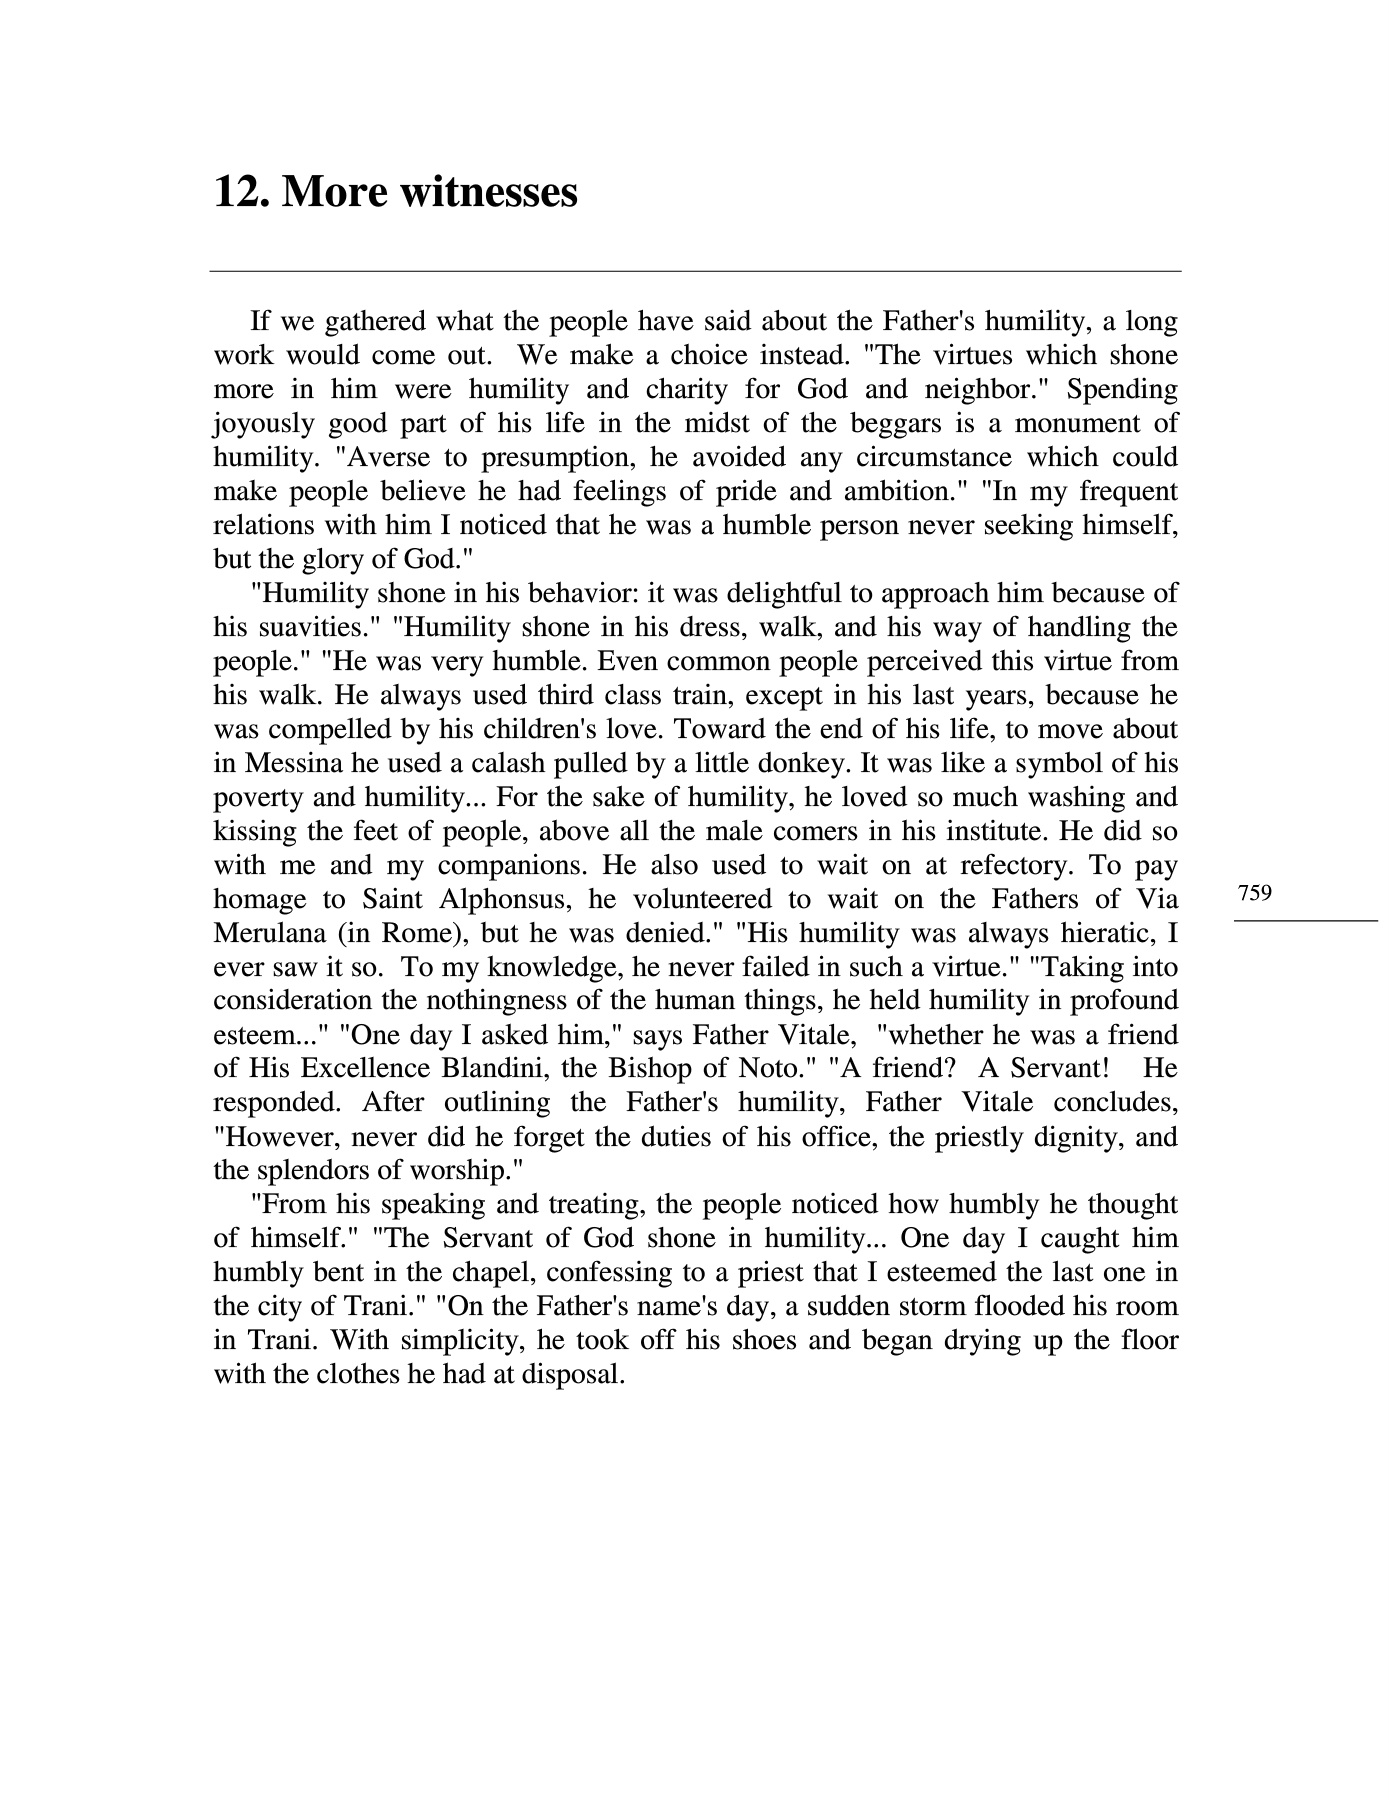 12. More witnesses
If we gathered what the people have said about the Father's humility, a long
work would come out.  We make a choice instead. "The virtues which shone
more in him were humility and charity for God and neighbor." Spending
joyously good part of his life in the midst of the beggars is a monument of
humility. "Averse to presumption, he avoided any circumstance which could
make people believe he had feelings of pride and ambition." "In my frequent
relations with him I noticed that he was a humble person never seeking himself,
but the glory of God."
"Humility shone in his behavior: it was delightful to approach him because of
his suavities." "Humility shone in his dress, walk, and his way of handling the
people." "He was very humble. Even common people perceived this virtue from
his walk. He always used third class train, except in his last years, because he
was compelled by his children's love. Toward the end of his life, to move about
in Messina he used a calash pulled by a little donkey. It was like a symbol of his
poverty and humility... For the sake of humility, he loved so much washing and
kissing the feet of people, above all the male comers in his institute. He did so
with me and my companions. He also used to wait on at refectory. To pay
homage to Saint Alphonsus, he volunteered to wait on the Fathers of Via
Merulana (in Rome), but he was denied." "His humility was always hieratic, I
ever saw it so.  To my knowledge, he never failed in such a virtue." "Taking into
consideration the nothingness of the human things, he held humility in profound
esteem..." "One day I asked him," says Father Vitale,  "whether he was a friend
of His Excellence Blandini, the Bishop of Noto." "A friend?  A Servant!   He
responded. After outlining the Father's humility, Father Vitale concludes,
"However, never did he forget the duties of his office, the priestly dignity, and
the splendors of worship."
"From his speaking and treating, the people noticed how humbly he thought
of himself." "The Servant of God shone in humility... One day I caught him
humbly bent in the chapel, confessing to a priest that I esteemed the last one in
the city of Trani." "On the Father's name's day, a sudden storm flooded his room
in Trani. With simplicity, he took off his shoes and began drying up the floor
with the clothes he had at disposal.
759